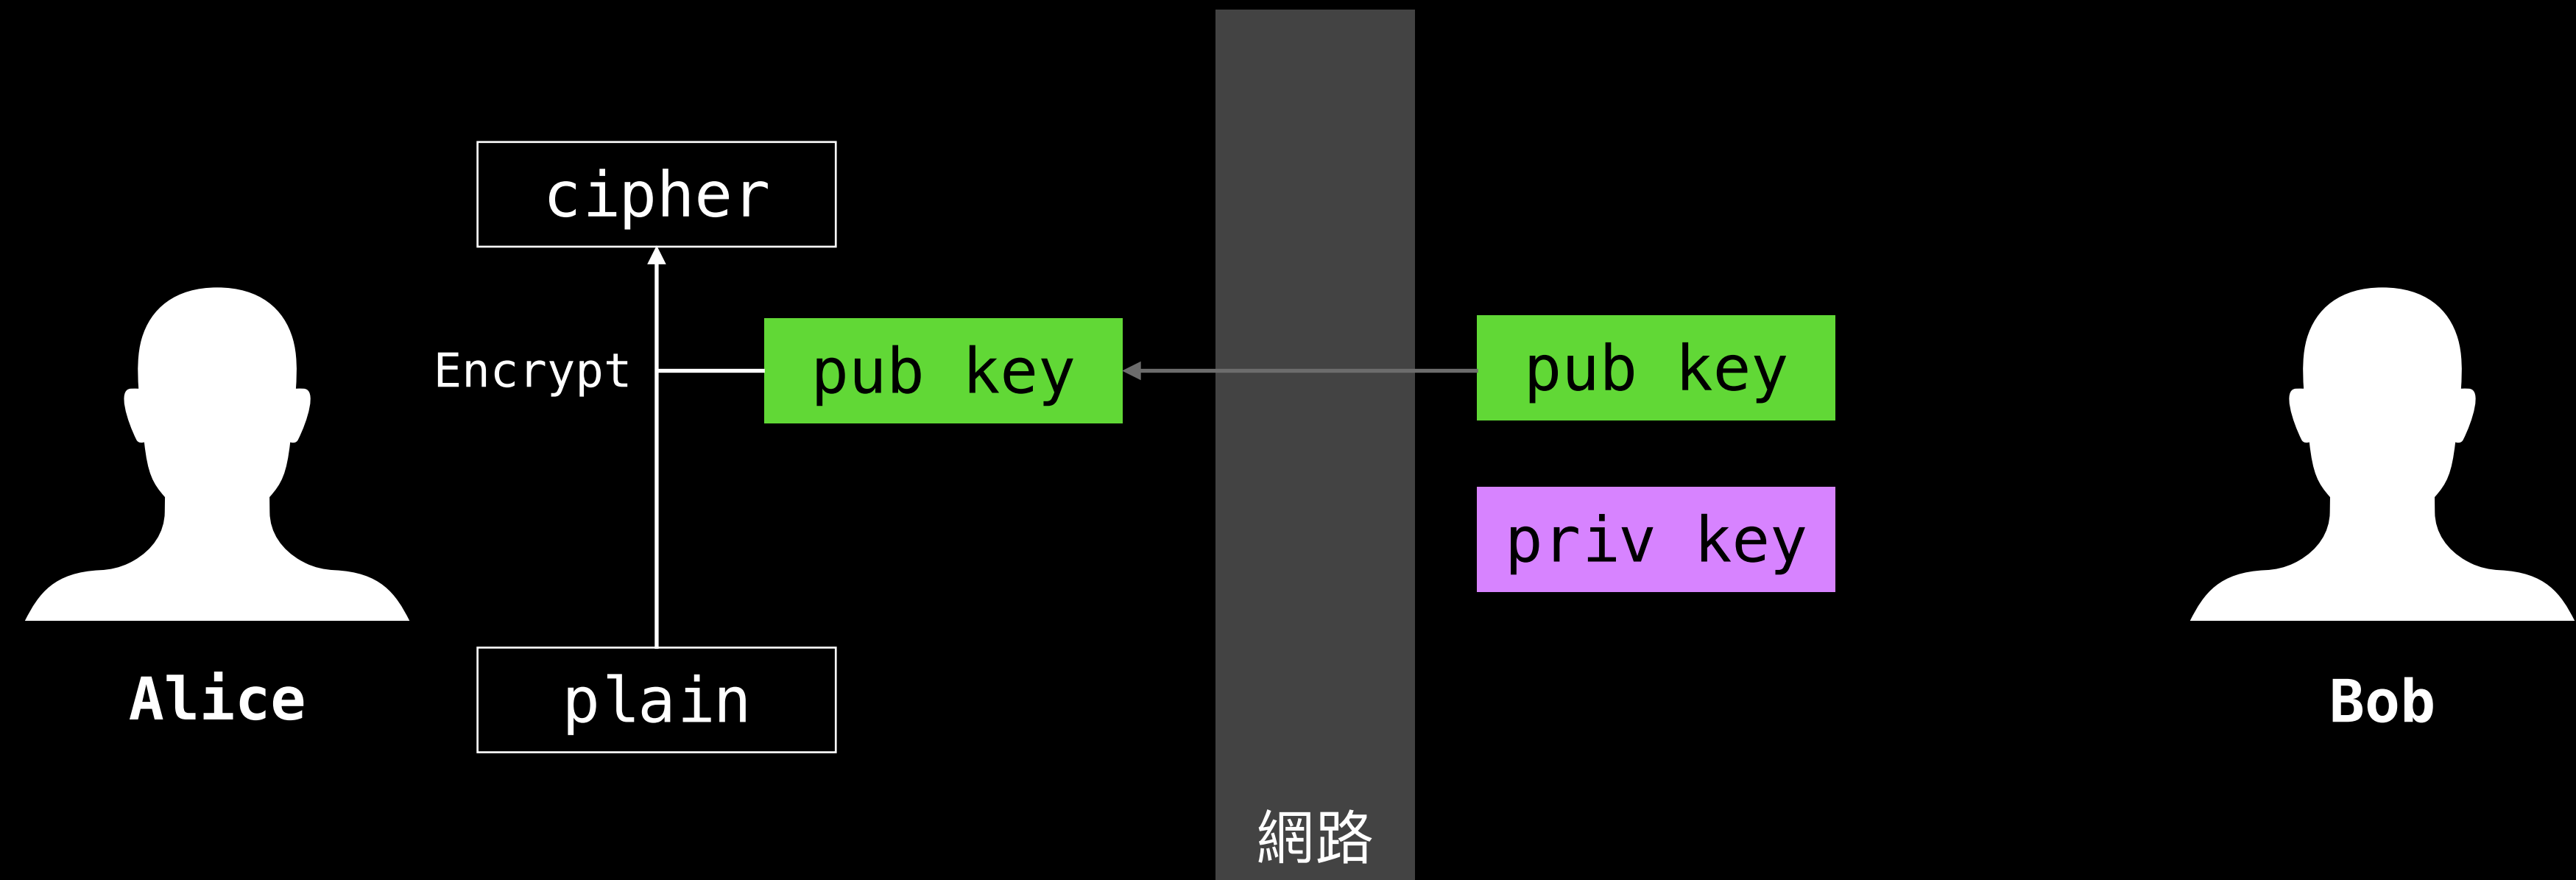 cipher
Encrypt
pub key
pub key
priv key
plain
Alice
Bob
網路